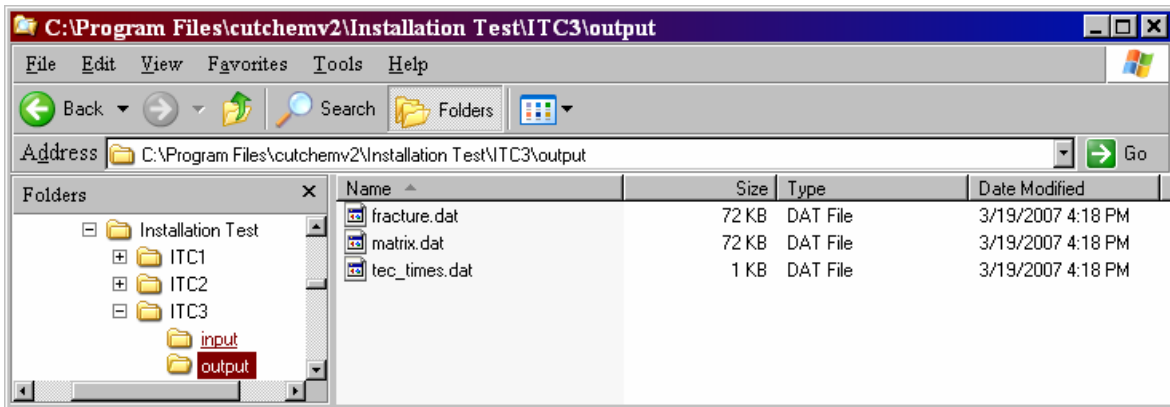 C:\Program Files\cutchemv2\Installation Test\ITC3\output
File Edit View Favorites Tools Help
Back Search Folders
Address C:\Program Files\cutchemv2\Installation Test\ITC3\output Go
Folders
Installation Test
ITC1
ITC2
ITC3
input
output
Name Size Type Date Modified
fracture.dat 72 KB DAT File 3/19/2007 4:18 PM
matrix.dat 72 KB DAT File 3/19/2007 4:18 PM
tec_times.dat 1 KB DAT File 3/19/2007 4:18 PM